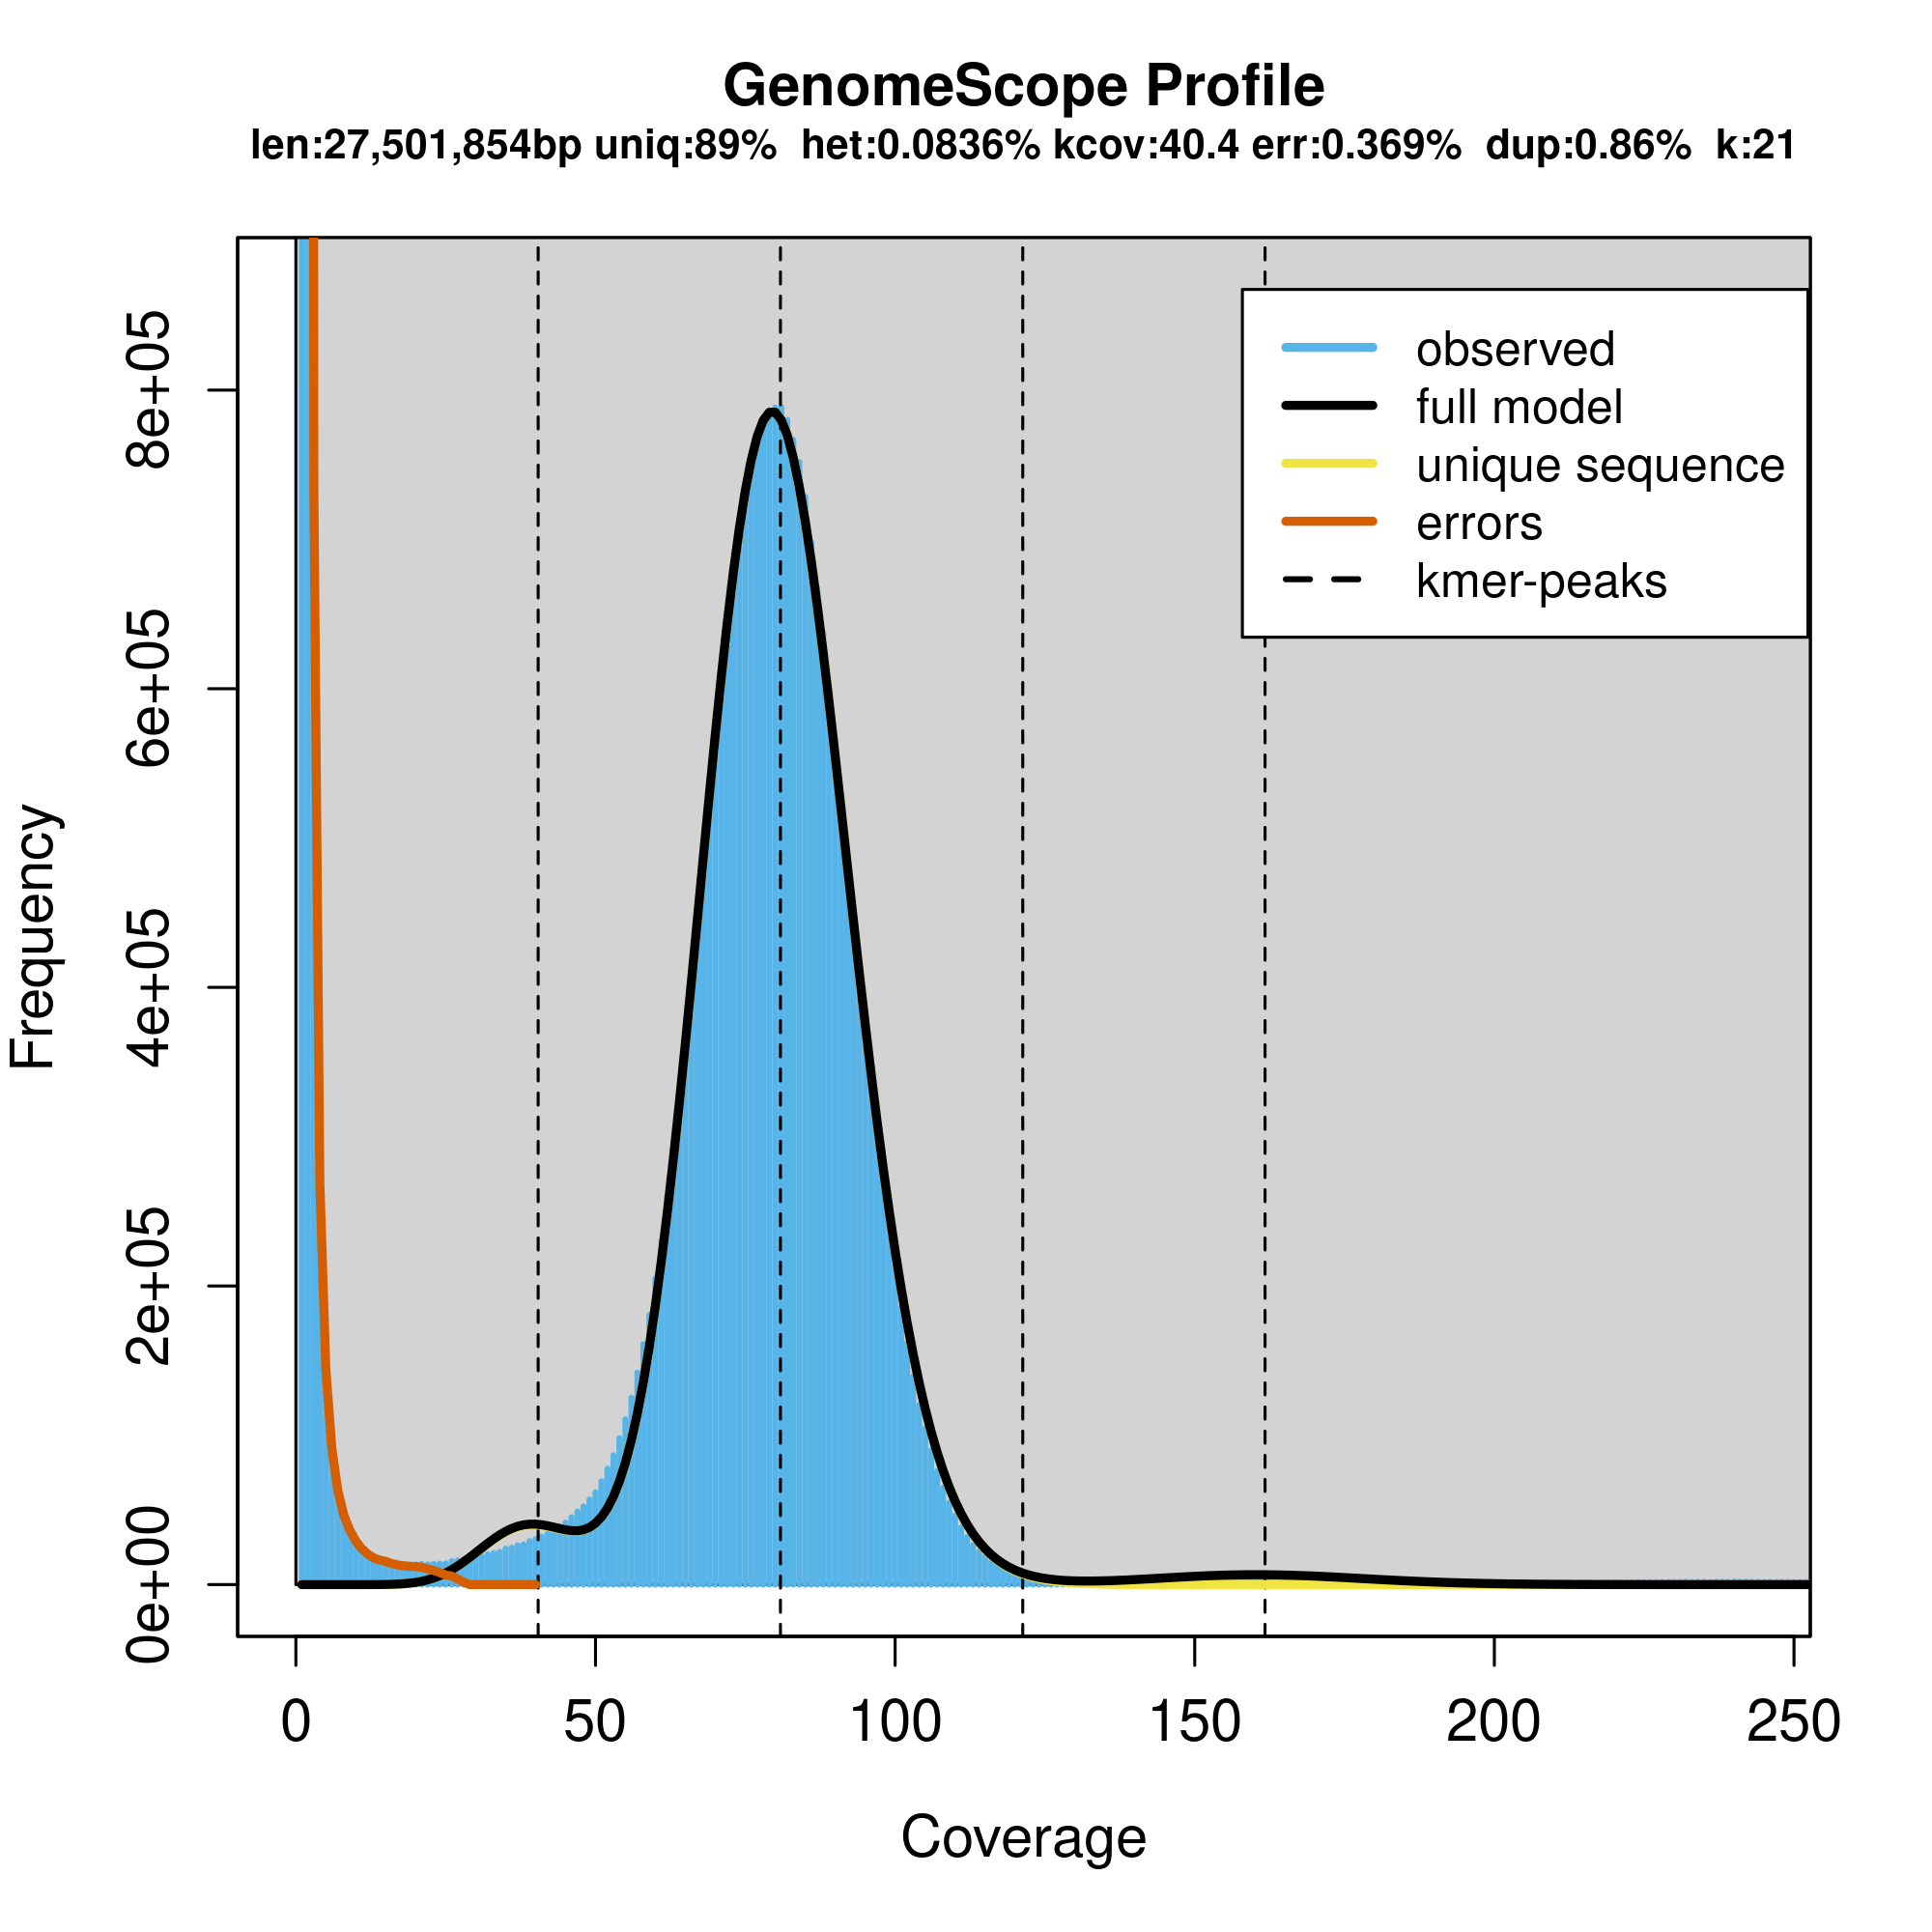 GenomeScope Profile
len:27,501,854bp uniq:89% het:0.0836% kcov:40.4 err:0.369% dup:0.86% k:21
observed
full model
unique sequence
errors
kmer-peaks
Frequency
8e+05
6e+05
4e+05
2e+05
0e+00
0 50 100 150 200 250
Coverage